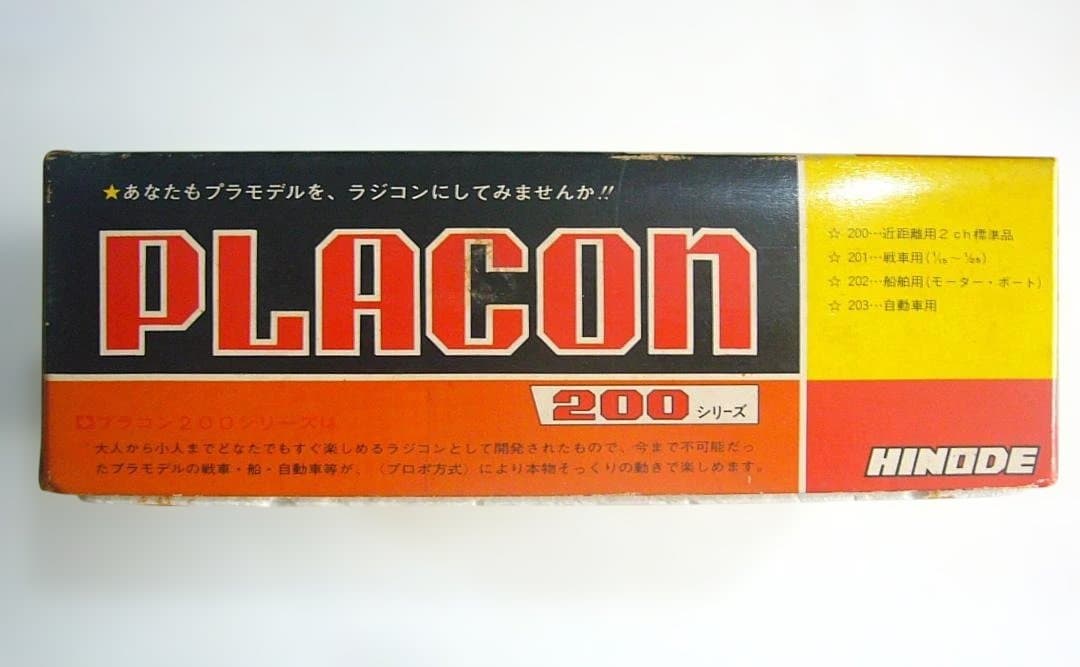 ★あなたもプラモデルを、ラジコンにしてみませんか!!
PLACON
200 シリーズ
プラコン200シリーズは
大人から小人までどなたでもすぐ楽しめるラジコンとして開発されたもので、今まで不可能だっ
たプラモデルの戦車・船・自動車等が、(プロポ方式)により本物そっくりの動きで楽しめます。
☆ 200…近距離用2ch標準品
☆ 201…戦車用(1/15〜1/25)
☆ 202…船舶用(モーター・ボート)
☆ 203…自動車用
HINODE